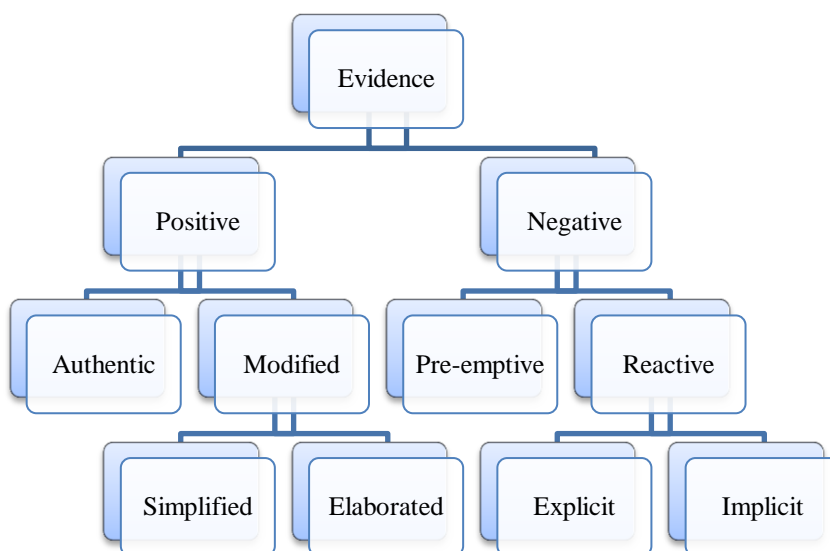 Evidence
Positive
Negative
Authentic
Modified
Pre-emptive
Reactive
Simplified
Elaborated
Explicit
Implicit